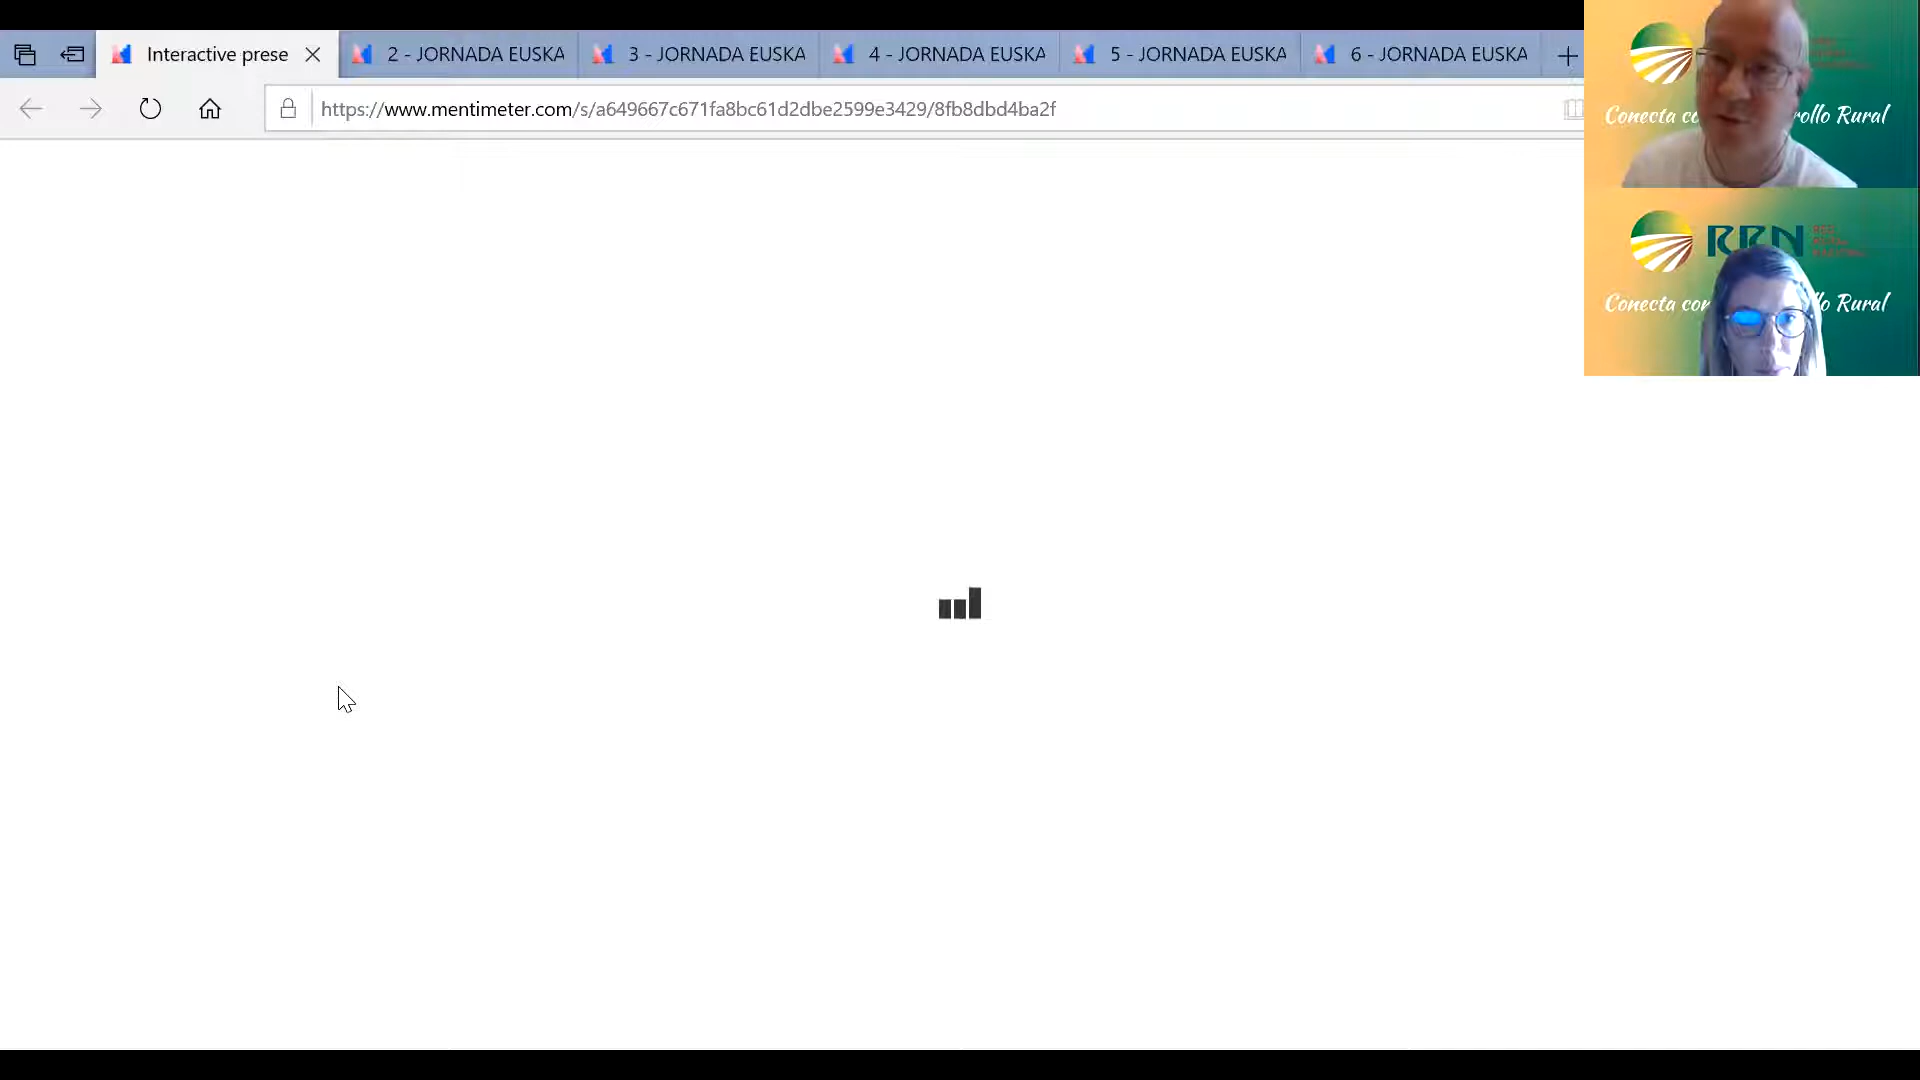 Interactive prese
2 - JORNADA EUSKA
3 - JORNADA EUSKA
4 - JORNADA EUSKA
5 - JORNADA EUSKA
6 - JORNADA EUSKA
https://www.mentimeter.com/s/a649667c671fa8bc61d2dbe2599e3429/8fb8dbd4ba2f
Conecta co rollo Rural
RRN
Conecta con lo Rural